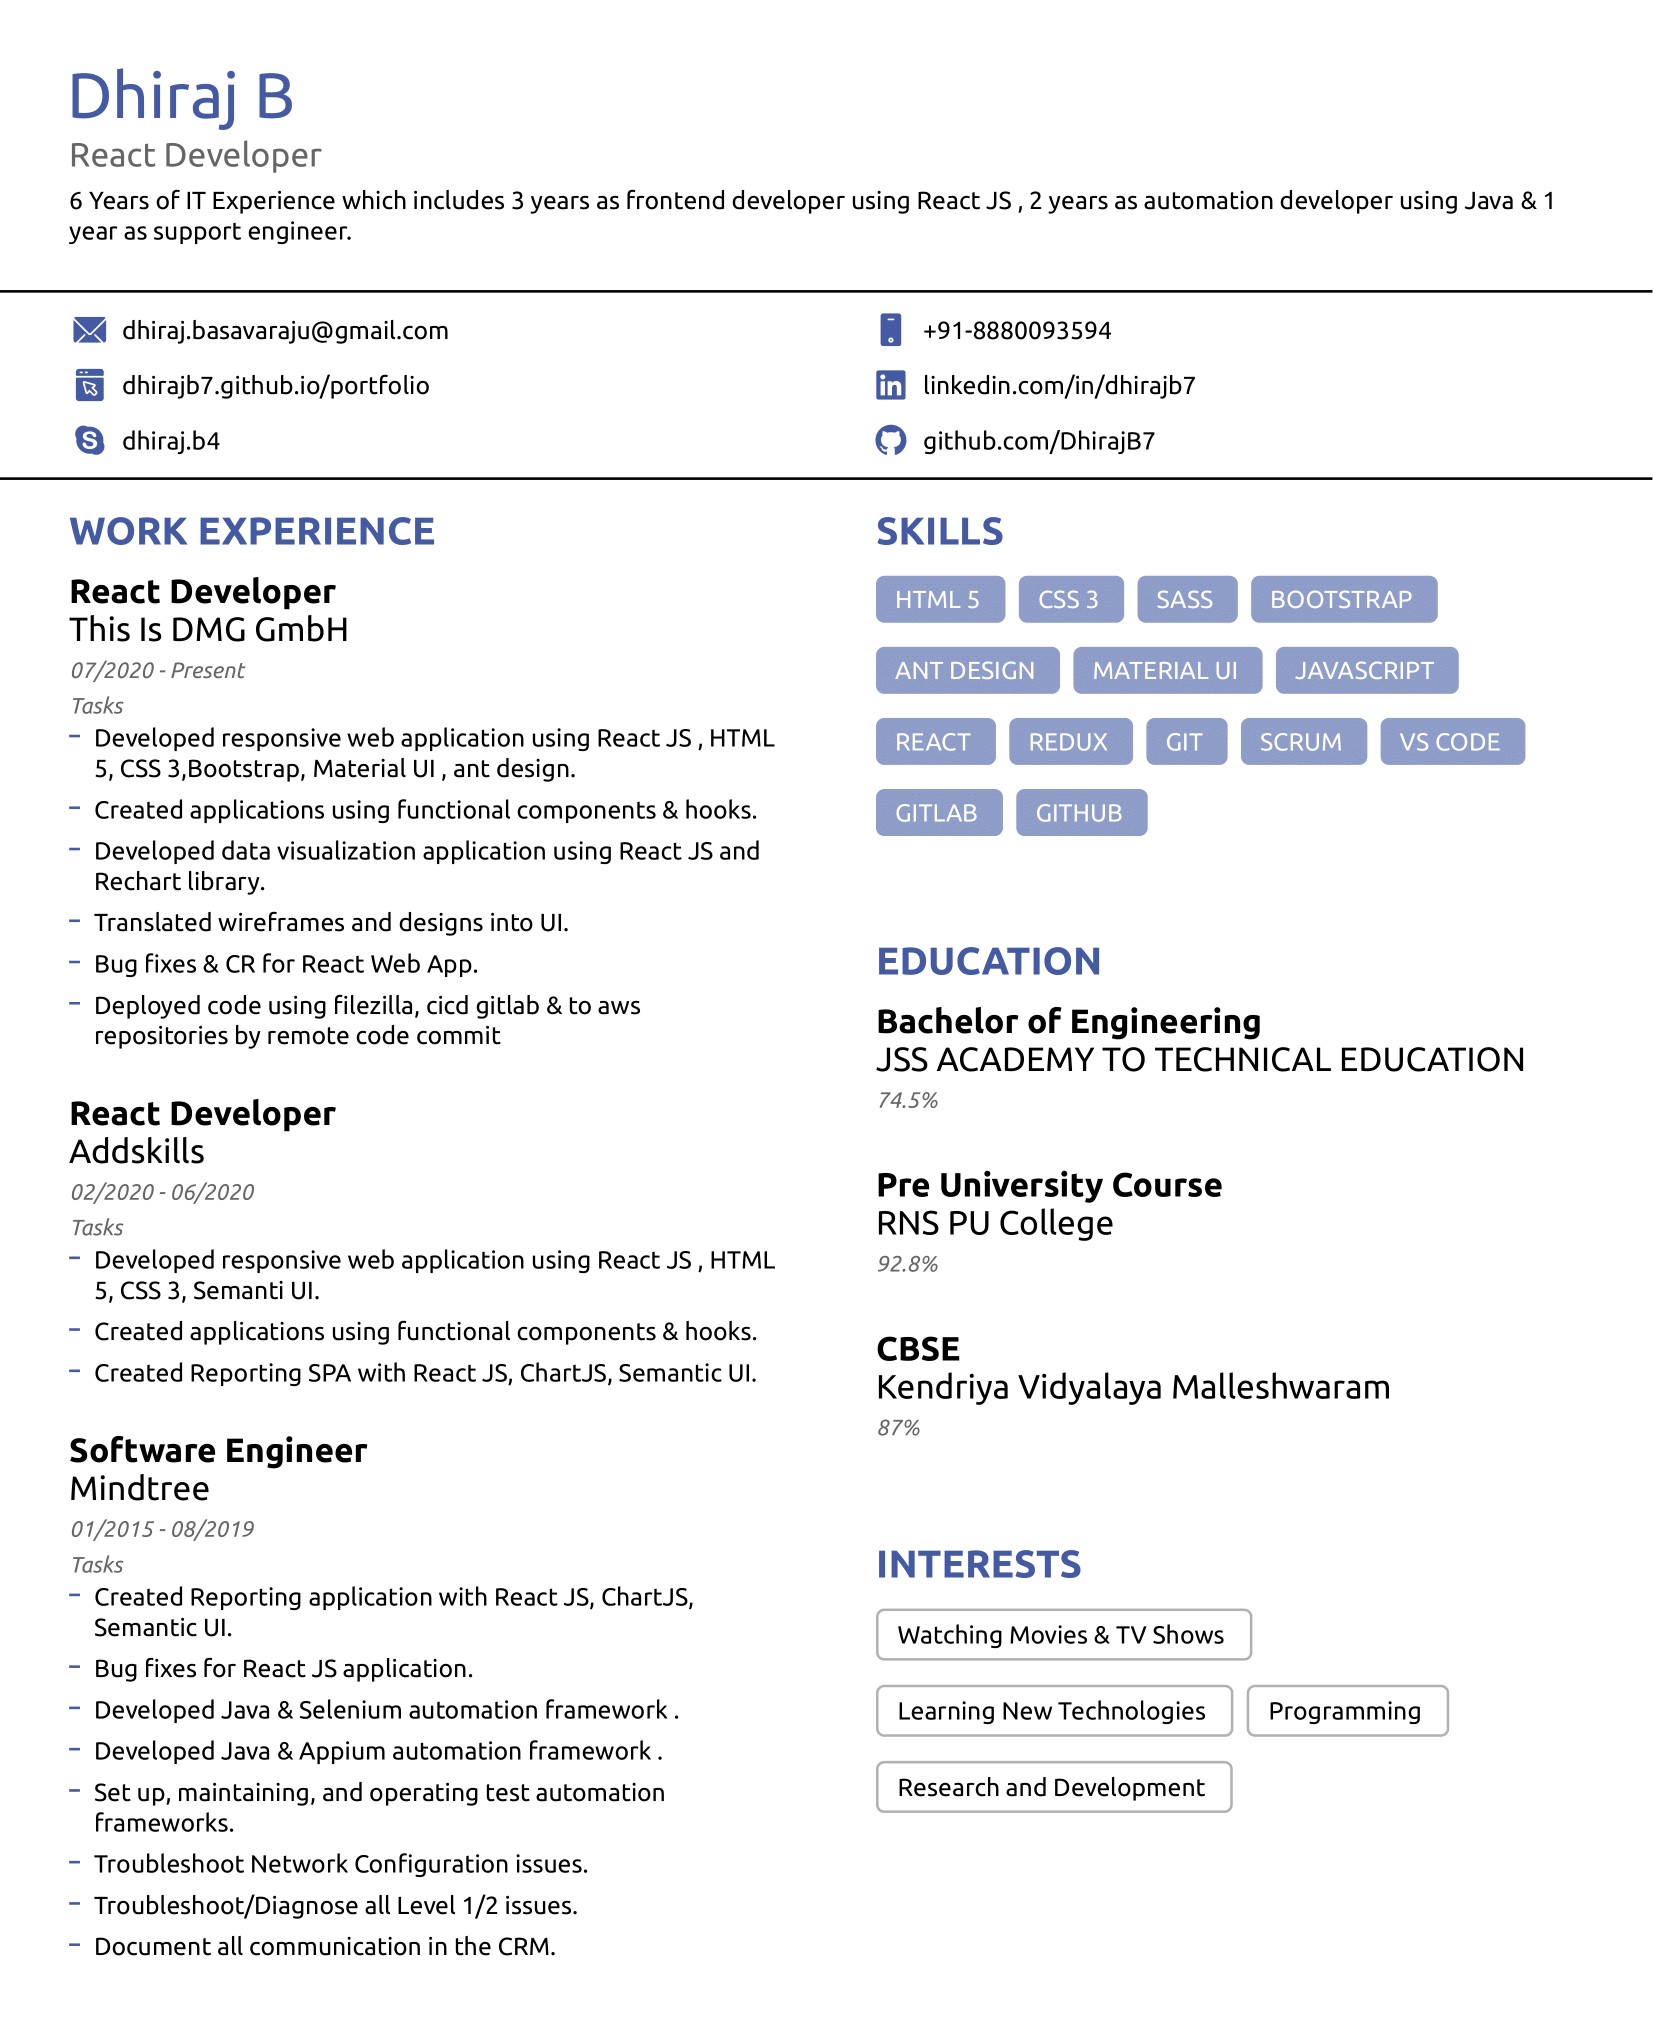 Dhiraj B
React Developer
6 Years of IT Experience which includes 3 years as frontend developer using React JS , 2 years as automation developer using Java & 1
year as support engineer.
dhiraj.basavaraju@gmail.com
+91-8880093594
dhirajb7.github.io/portfolio
linkedin.com/in/dhirajb7
dhiraj.b4
github.com/DhirajB7
WORK EXPERIENCE
React Developer
This Is DMG GmbH
07/2020 - Present
Tasks
– Developed responsive web application using React JS , HTML
5, CSS 3,Bootstrap, Material UI , ant design.
– Created applications using functional components & hooks.
– Developed data visualization application using React JS and
Rechart library.
– Translated wireframes and designs into UI.
– Bug fixes & CR for React Web App.
– Deployed code using filezilla, cicd gitlab & to aws
repositories by remote code commit
React Developer
Addskills
02/2020 - 06/2020
Tasks
– Developed responsive web application using React JS , HTML
5, CSS 3, Semanti UI.
– Created applications using functional components & hooks.
– Created Reporting SPA with React JS, ChartJS, Semantic UI.
Software Engineer
Mindtree
01/2015 - 08/2019
Tasks
– Created Reporting application with React JS, ChartJS,
Semantic UI.
– Bug fixes for React JS application.
– Developed Java & Selenium automation framework .
– Developed Java & Appium automation framework .
– Set up, maintaining, and operating test automation
frameworks.
– Troubleshoot Network Configuration issues.
– Troubleshoot/Diagnose all Level 1/2 issues.
– Document all communication in the CRM.
SKILLS
HTML 5 CSS 3 SASS BOOTSTRAP
ANT DESIGN MATERIAL UI JAVASCRIPT
REACT REDUX GIT SCRUM VS CODE
GITLAB GITHUB
EDUCATION
Bachelor of Engineering
JSS ACADEMY TO TECHNICAL EDUCATION
74.5%
Pre University Course
RNS PU College
92.8%
CBSE
Kendriya Vidyalaya Malleshwaram
87%
INTERESTS
Watching Movies & TV Shows
Learning New Technologies Programming
Research and Development